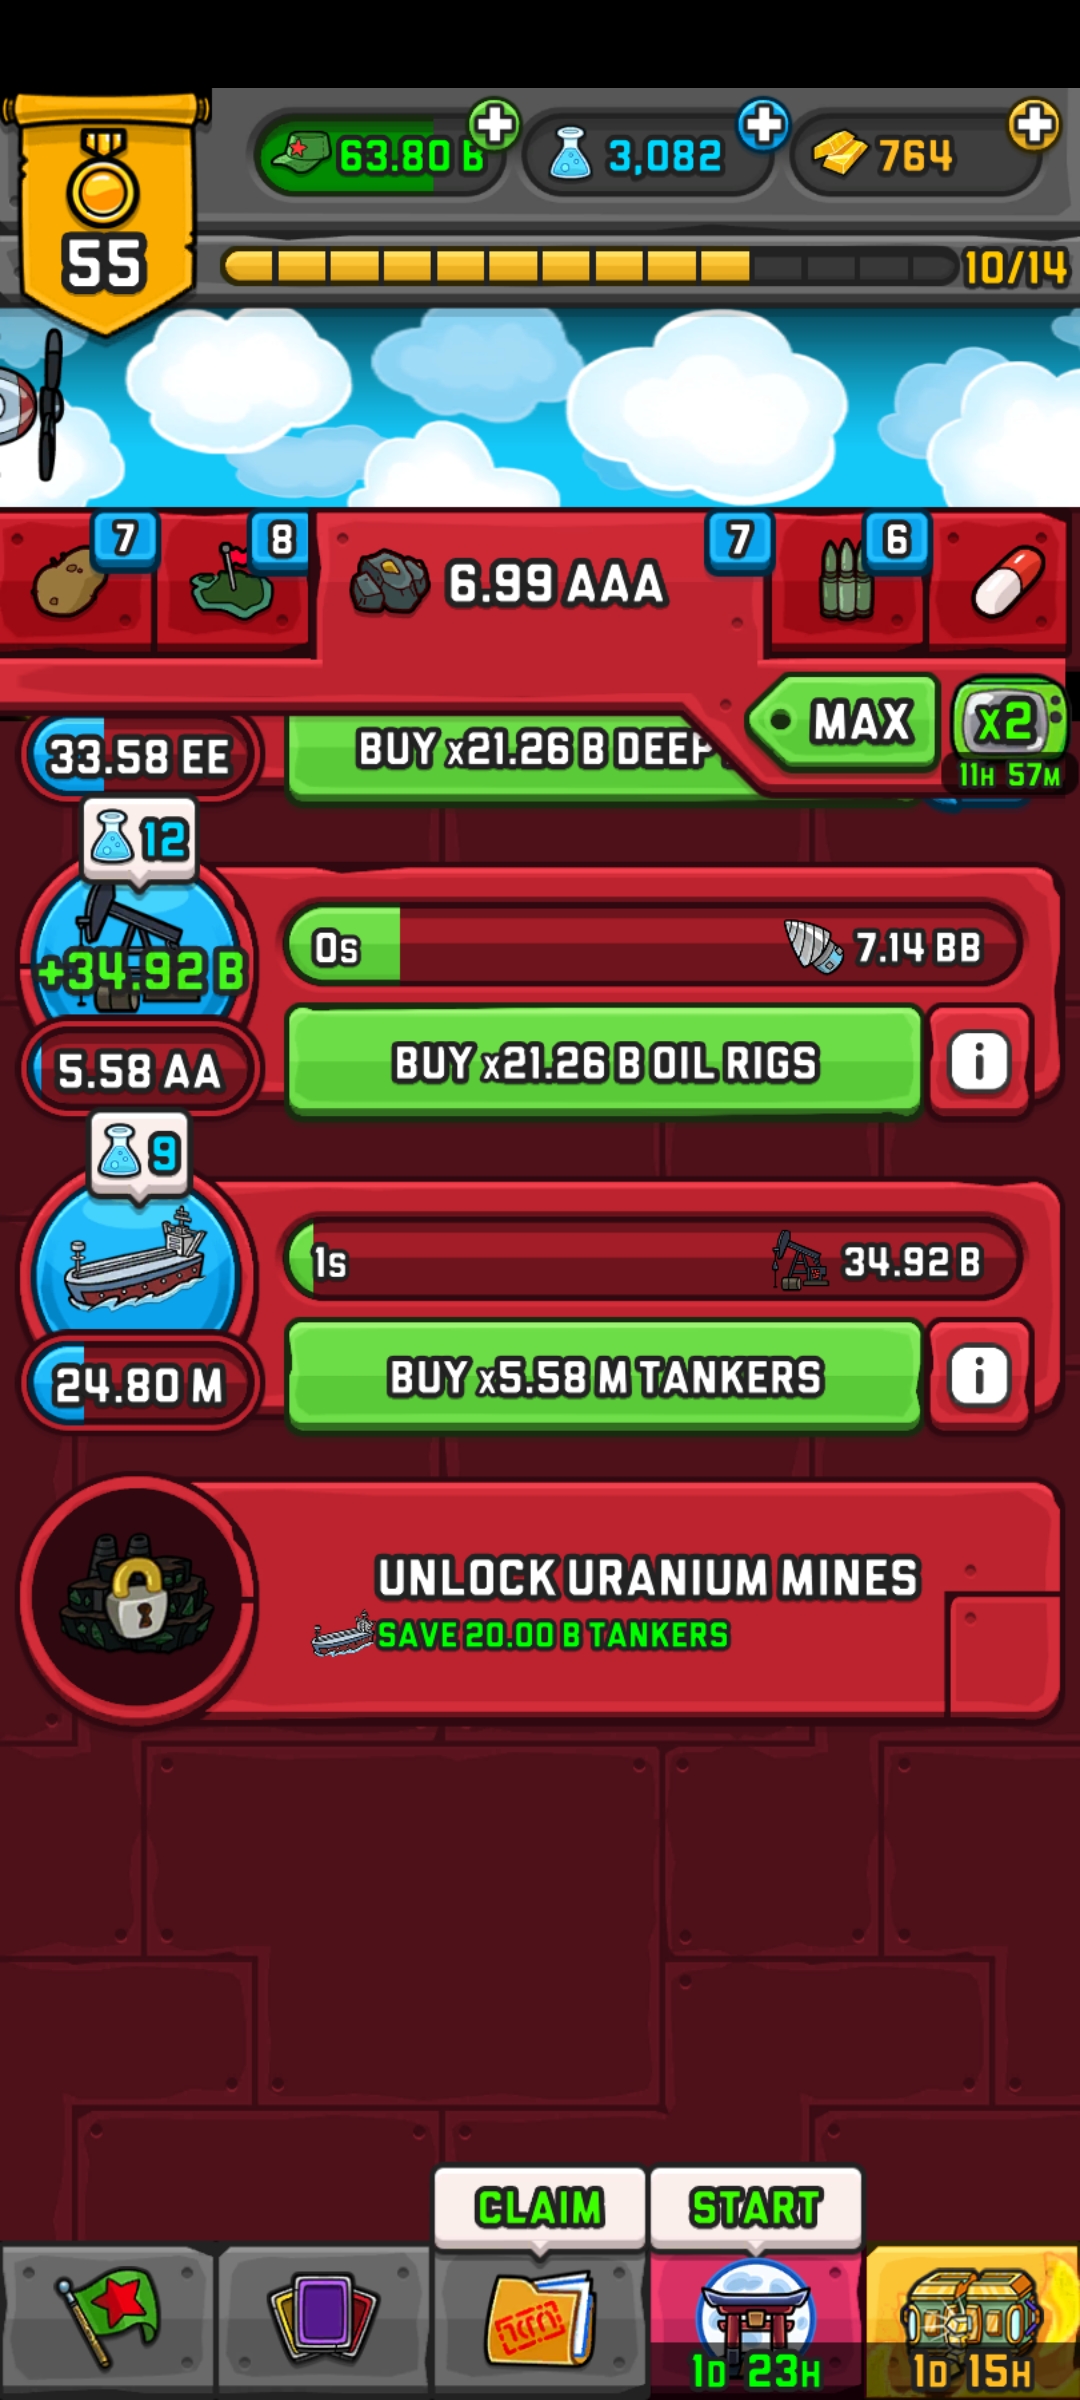 63.80 B
3,082
764
55
10/14
7
8
6.99 AAA
7
6
MAX
x2
11H 57M
33.58 EE
BUY x21.26 B DEEP
12
+34.92 B
0s
7.14 BB
5.58 AA
BUY x21.26 B OIL RIGS
i
9
1s
34.92 B
24.80 M
BUY x5.58 M TANKERS
i
UNLOCK URANIUM MINES
SAVE 20.00 B TANKERS
CLAIM
START
1D 23H
1D 15H